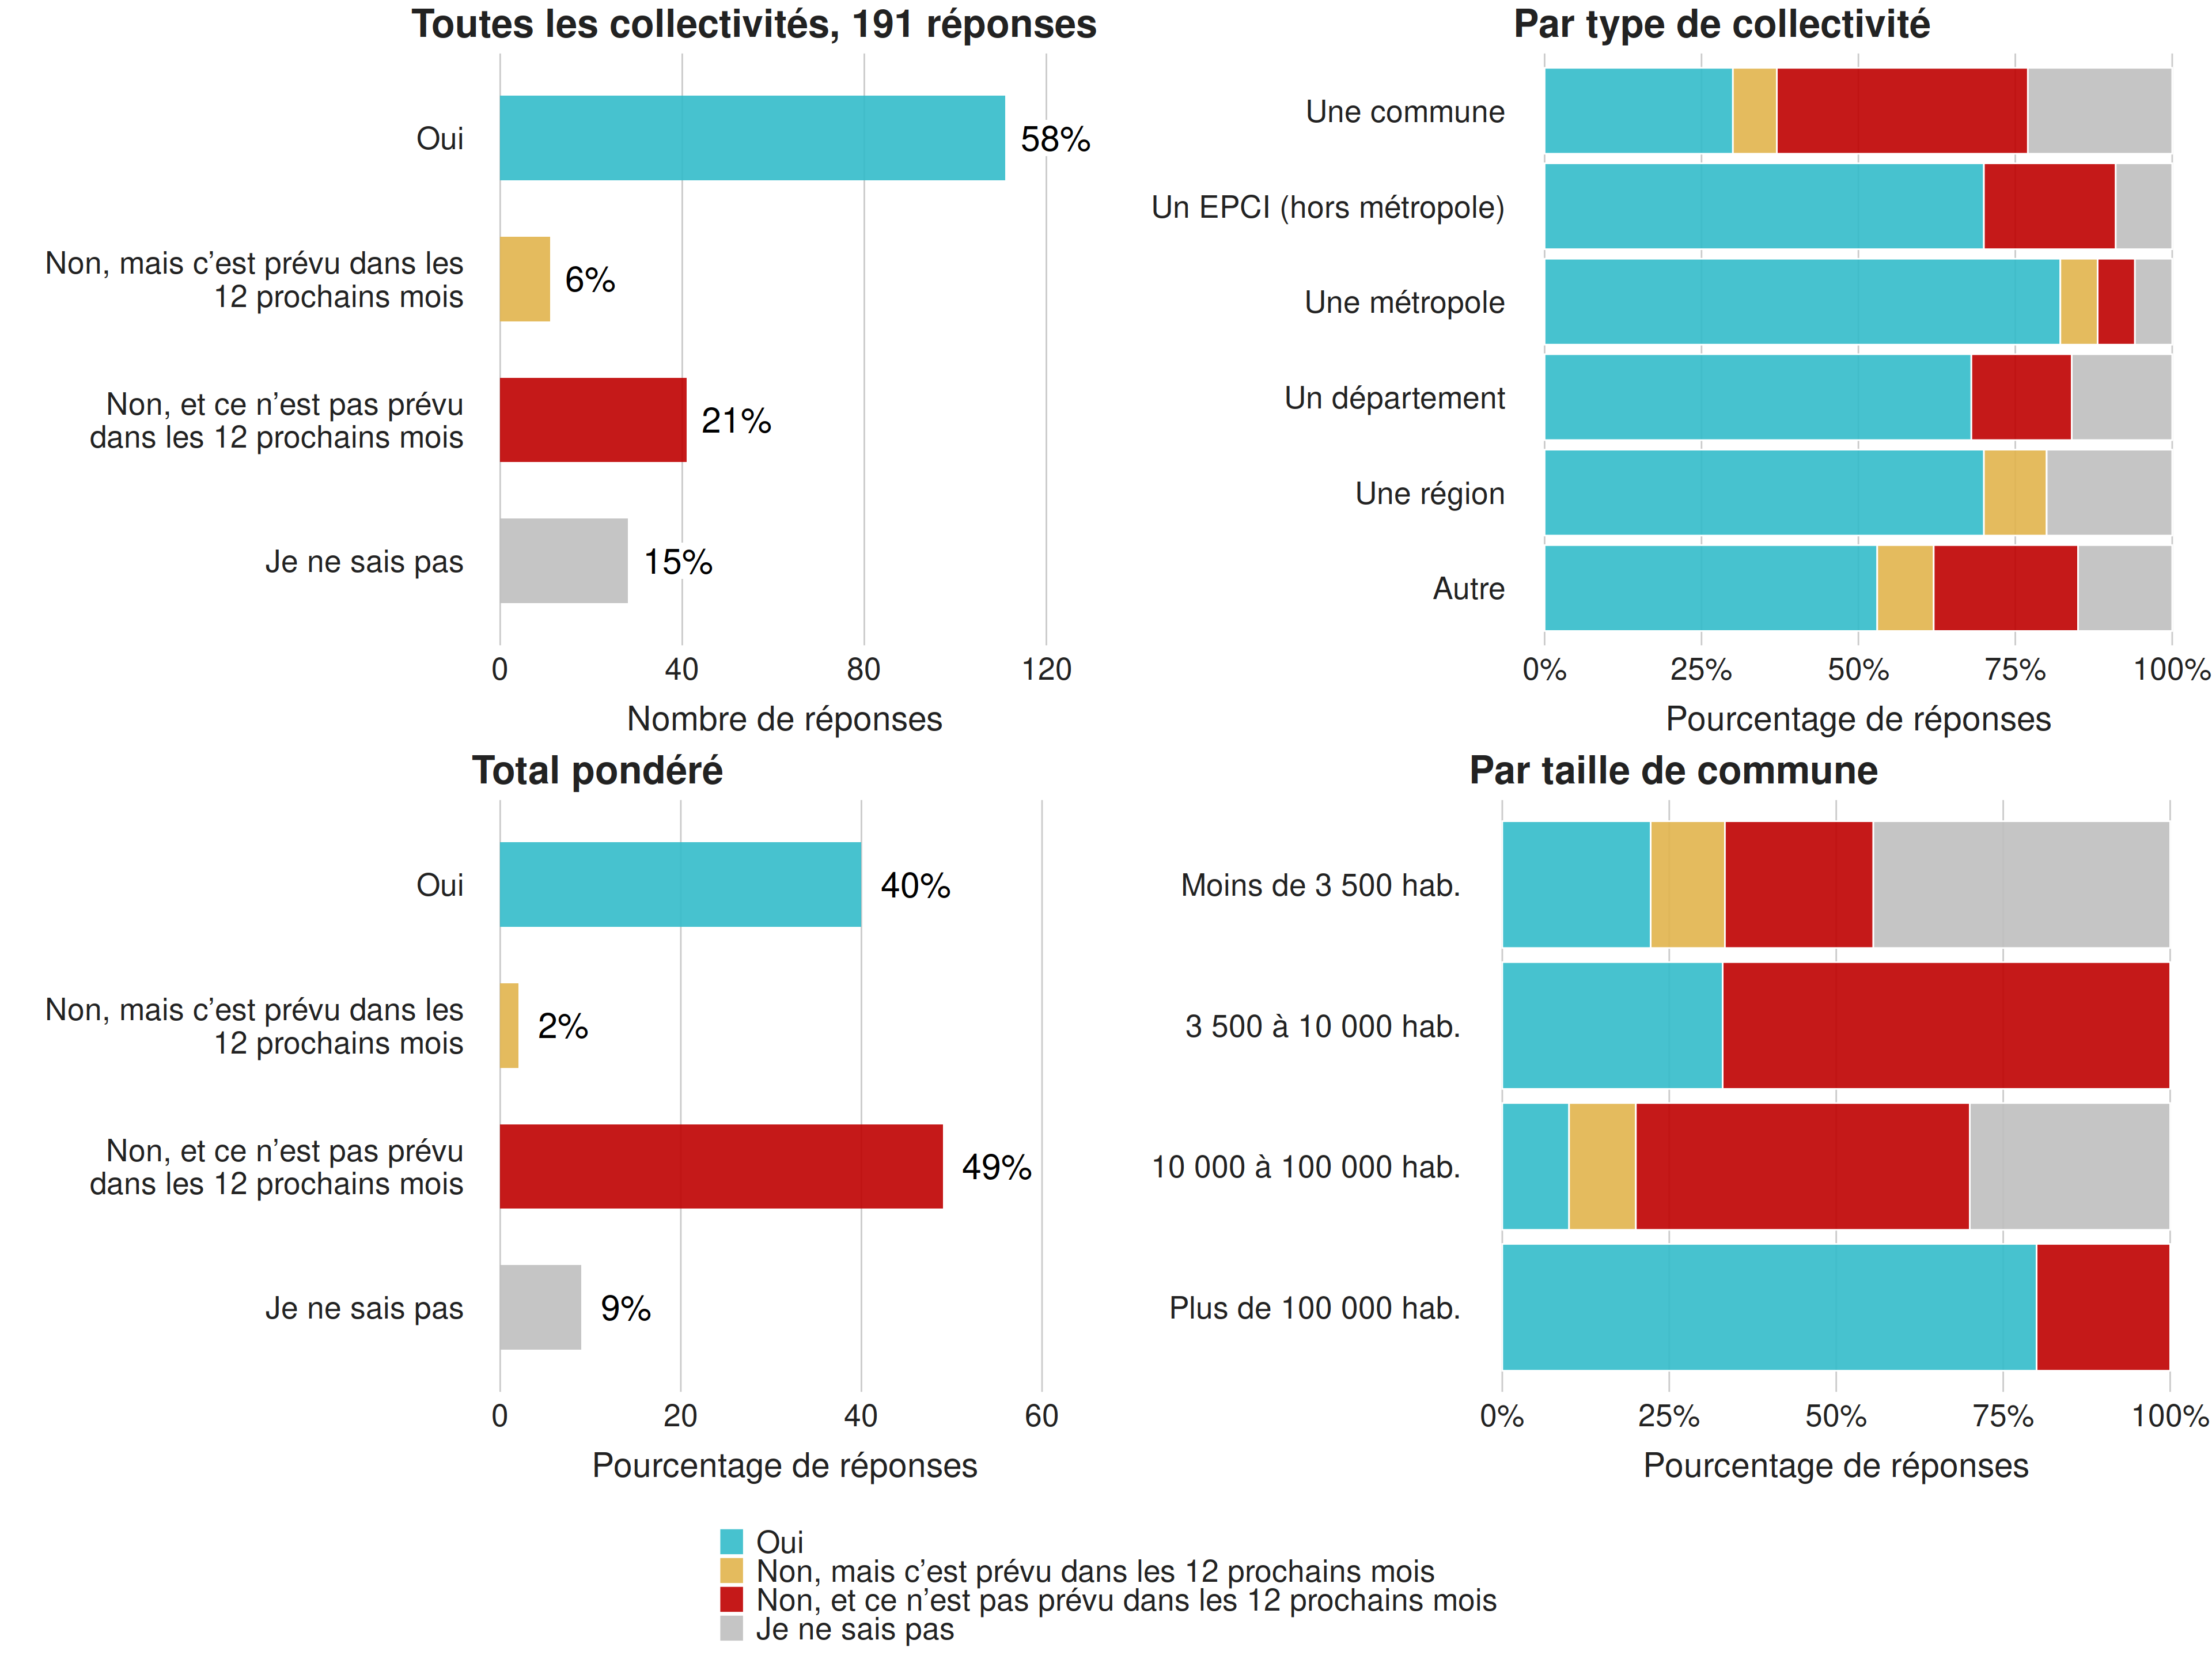 Toutes les collectivités, 191 réponses
Oui
58%
Non, mais c’est prévu dans les
12 prochains mois
6%
Non, et ce n’est pas prévu
dans les 12 prochains mois
21%
Je ne sais pas
15%
0 40 80 120
Nombre de réponses
Par type de collectivité
Une commune
Un EPCI (hors métropole)
Une métropole
Un département
Une région
Autre
0% 25% 50% 75% 100%
Pourcentage de réponses
Total pondéré
Oui
40%
Non, mais c’est prévu dans les
12 prochains mois
2%
Non, et ce n’est pas prévu
dans les 12 prochains mois
49%
Je ne sais pas
9%
0 20 40 60
Pourcentage de réponses
Par taille de commune
Moins de 3 500 hab.
3 500 à 10 000 hab.
10 000 à 100 000 hab.
Plus de 100 000 hab.
0% 25% 50% 75% 100%
Pourcentage de réponses
Oui
Non, mais c’est prévu dans les 12 prochains mois
Non, et ce n’est pas prévu dans les 12 prochains mois
Je ne sais pas